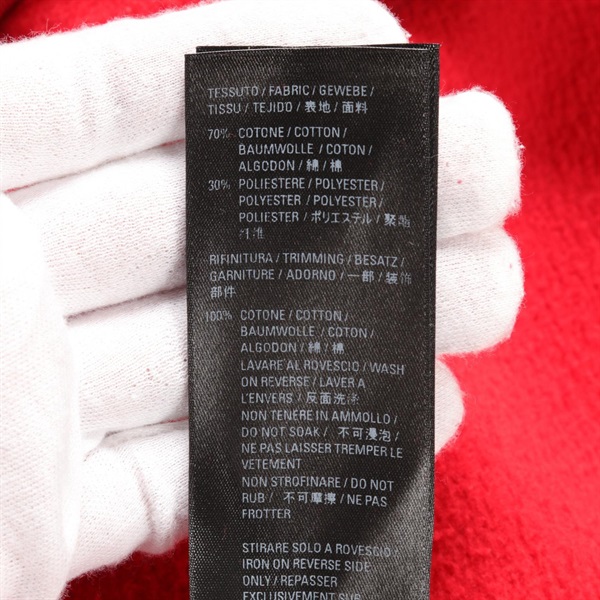 TESSUTO / FABRIC / GEWEBE /
TISSU / TEJIDO / 表地 / 面料
70% COTONE / COTTON /
BAUMWOLLE / COTON /
ALGODON / 綿 / 棉
30% POLIESTERE / POLYESTER /
POLYESTER / POLYESTER /
POLIESTER / ポリエステル / 聚酯
纤维
RIFINITURA / TRIMMING / BESATZ /
GARNITURE / ADORNO / 一部 / 装饰
部件
100% COTONE / COTTON /
BAUMWOLLE / COTON /
ALGODON / 綿 / 棉
LAVARE AL ROVESCIO / WASH
ON REVERSE / LAVER A
L'ENVERS / 反面洗涤
NON TENERE IN AMMOLLO /
DO NOT SOAK / 不可浸泡 /
NE PAS LAISSER TREMPER LE
VETEMENT
NON STROFINARE / DO NOT
RUB / 不可摩擦 / NE PAS
FROTTER
STIRARE SOLO A ROVESCIO /
IRON ON REVERSE SIDE
ONLY / REPASSER
EXCLUSIVEMENT SUR